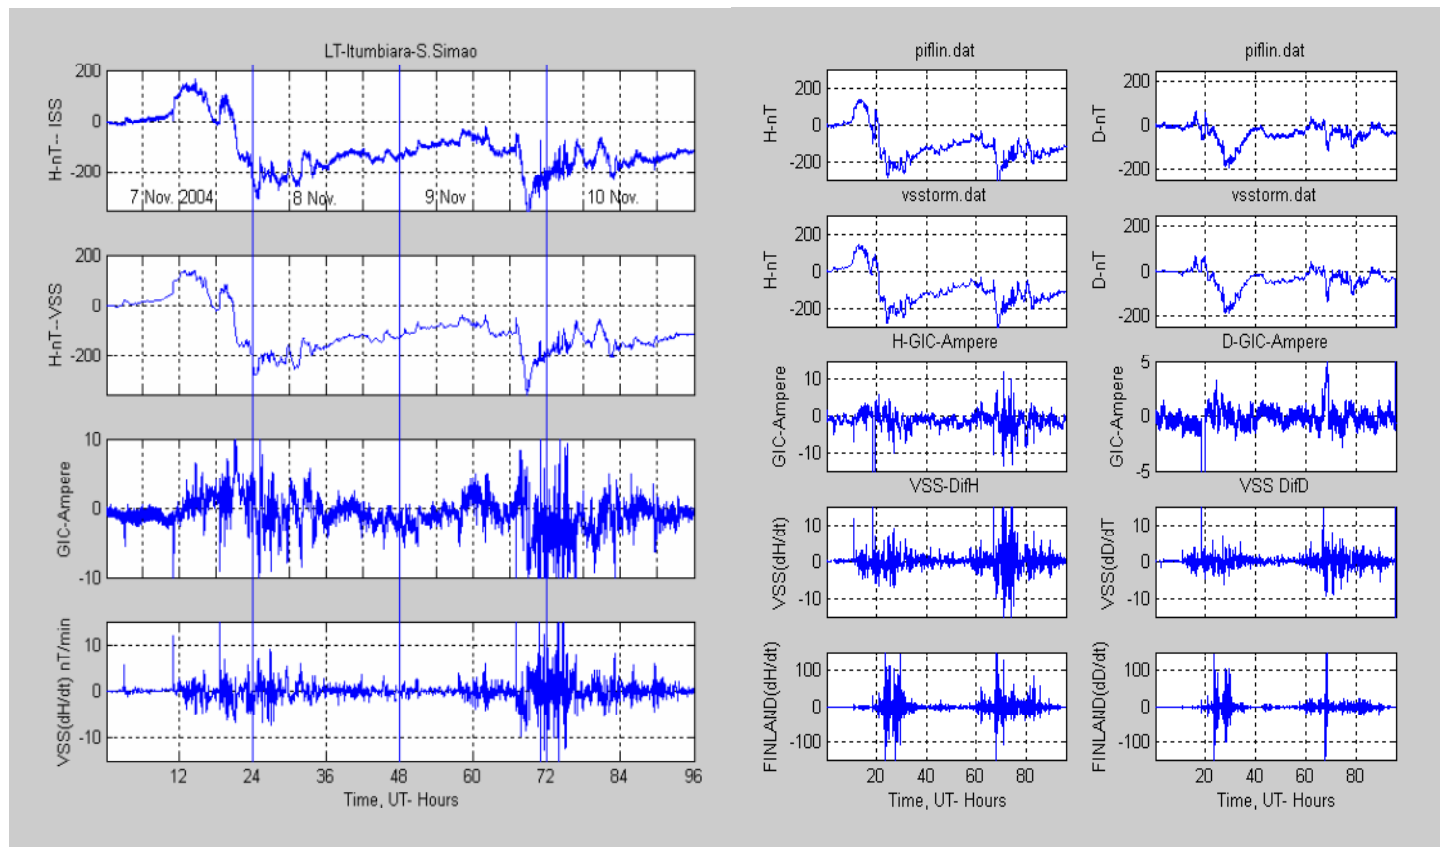 LT-Itumbiara-S.Simao
200
0
-200
H-nT-- ISS
7 Nov. 2004
8 Nov.
9 Nov
10 Nov.
200
0
-200
H-nT--VSS
10
0
-10
GIC-Ampere
10
0
-10
VSS(dH/dt) nT/min
12 24 36 48 60 72 84 96
Time, UT- Hours
piflin.dat
200
0
-200
H-nT
piflin.dat
200
0
-200
D-nT
vsstorm.dat
200
0
-200
H-nT
vsstorm.dat
200
0
-200
D-nT
H-GIC-Ampere
10
0
-10
GIC-Ampere
D-GIC-Ampere
5
0
-5
GIC-Ampere
VSS-DifH
10
0
-10
VSS(dH/dt)
VSS DifD
10
0
-10
VSS(dD/dT
100
0
-100
FINLAND(dH/dt)
20 40 60 80
Time, UT- Hours
100
0
-100
FINLAND(dD/dt)
20 40 60 80
Time, UT- Hours